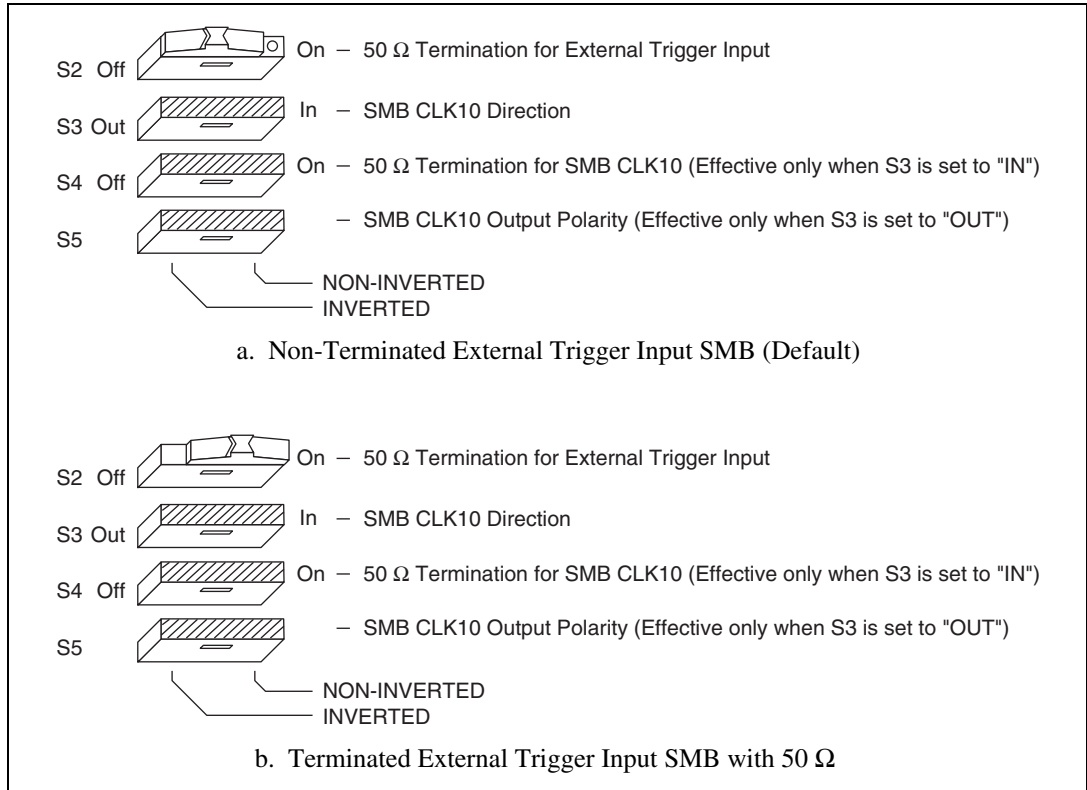 S2 Off On – 50 Ω Termination for External Trigger Input
S3 Out In – SMB CLK10 Direction
S4 Off On – 50 Ω Termination for SMB CLK10 (Effective only when S3 is set to "IN")
S5 – SMB CLK10 Output Polarity (Effective only when S3 is set to "OUT")
NON-INVERTED
INVERTED
a. Non-Terminated External Trigger Input SMB (Default)
S2 Off On – 50 Ω Termination for External Trigger Input
S3 Out In – SMB CLK10 Direction
S4 Off On – 50 Ω Termination for SMB CLK10 (Effective only when S3 is set to "IN")
S5 – SMB CLK10 Output Polarity (Effective only when S3 is set to "OUT")
NON-INVERTED
INVERTED
b. Terminated External Trigger Input SMB with 50 Ω